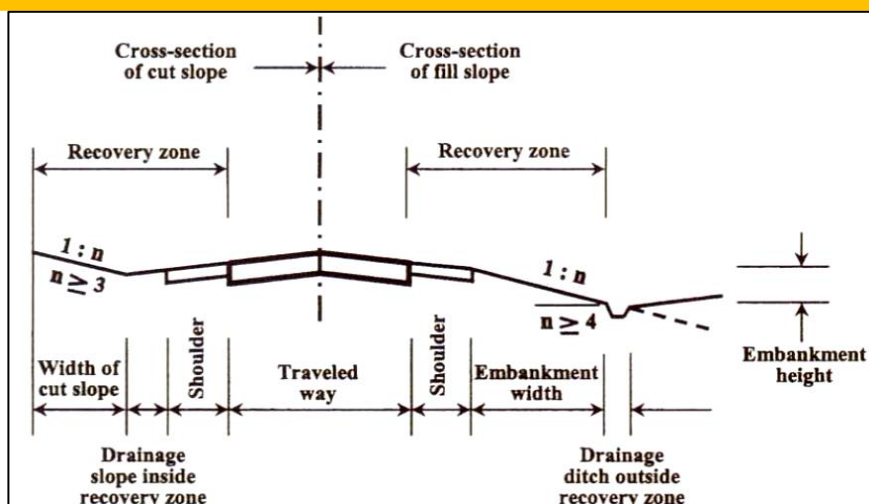 Cross-section
of cut slope
Cross-section
of fill slope
Recovery zone
Recovery zone
1 : n
n ≥ 3
1 : n
n ≥ 4
Width of
cut slope
Shoulder
Traveled
way
Shoulder
Embankment
width
Embankment
height
Drainage
slope inside
recovery zone
Drainage
ditch outside
recovery zone